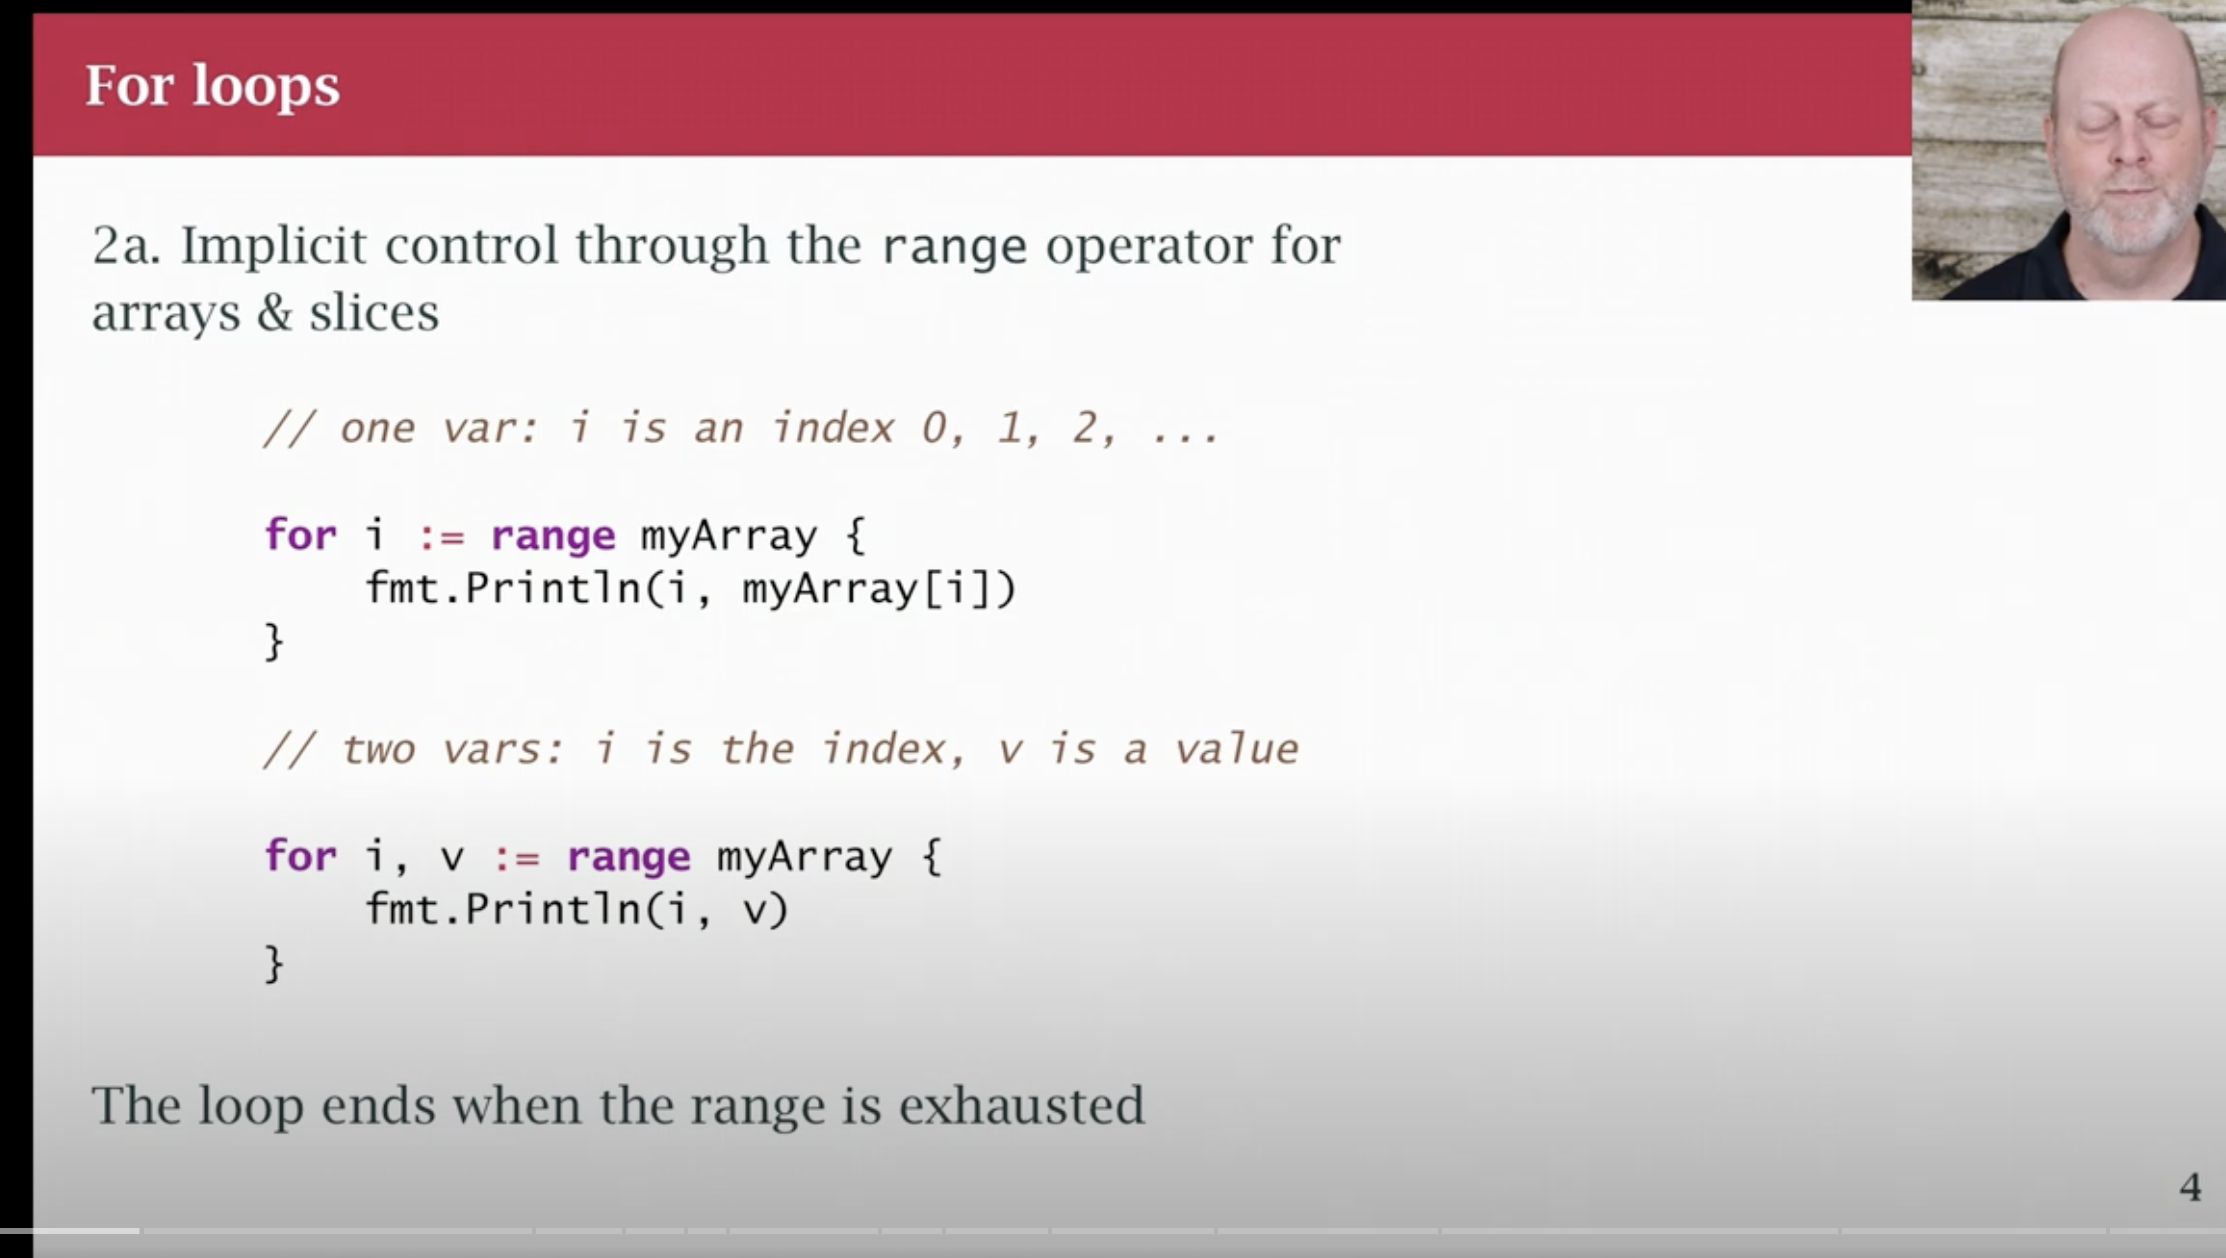 For loops
2a. Implicit control through the range operator for
arrays & slices
// one var: i is an index 0, 1, 2, ...
for i := range myArray {
fmt.Println(i, myArray[i])
}
// two vars: i is the index, v is a value
for i, v := range myArray {
fmt.Println(i, v)
}
The loop ends when the range is exhausted
4